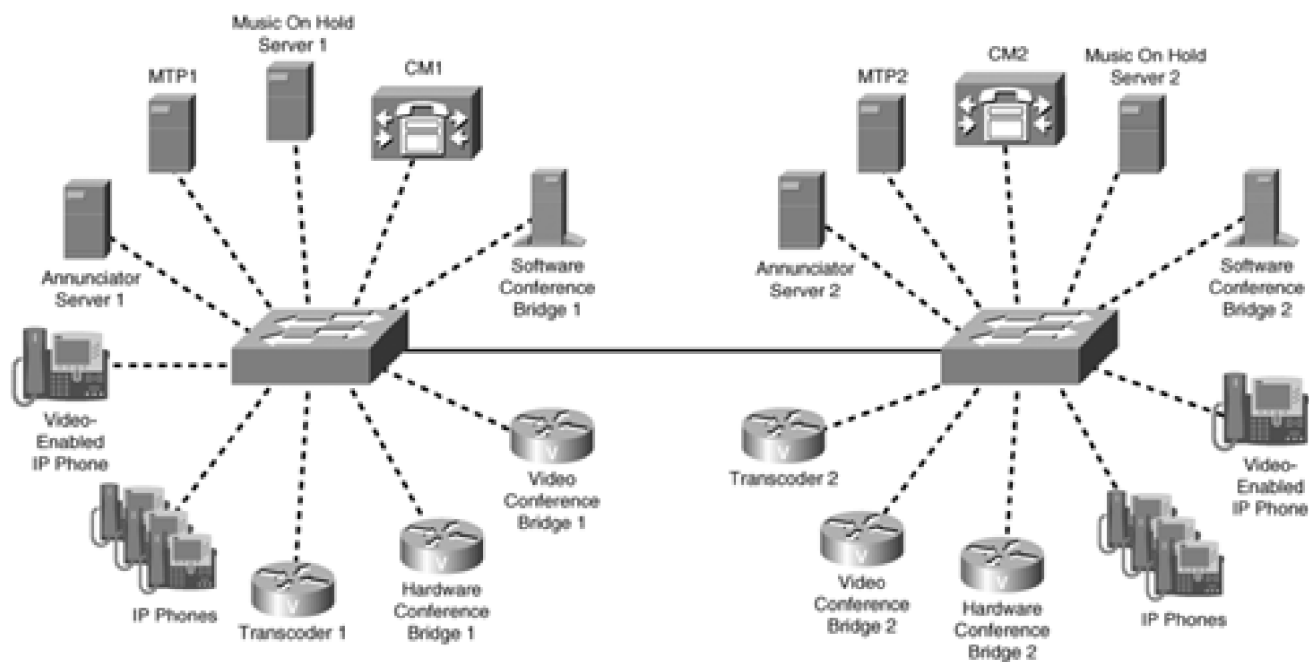 Music On Hold
Server 1
MTP1
CM1
Annunciator
Server 1
Software
Conference
Bridge 1
Video-
Enabled
IP Phone
IP Phones
V
Transcoder 1
V
Hardware
Conference
Bridge 1
V
Video
Conference
Bridge 1
CM2
Music On Hold
Server 2
MTP2
Annunciator
Server 2
Software
Conference
Bridge 2
V
Transcoder 2
V
Video
Conference
Bridge 2
V
Hardware
Conference
Bridge 2
IP Phones
Video-
Enabled
IP Phone